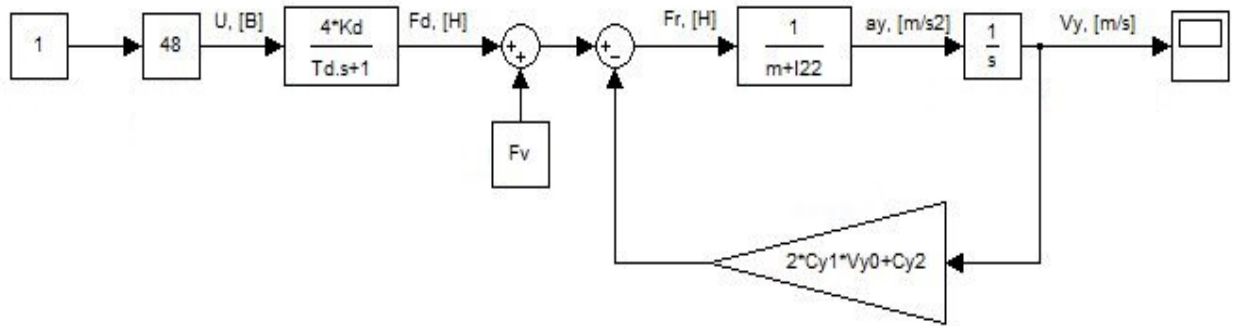 1
48
U, [B]
4*Kd
Td.s+1
Fd, [H]
+
+
Fv
+
−
Fr, [H]
1
m+I22
ay, [m/s2]
1
s
Vy, [m/s]
2*Cy1*Vy0+Cy2